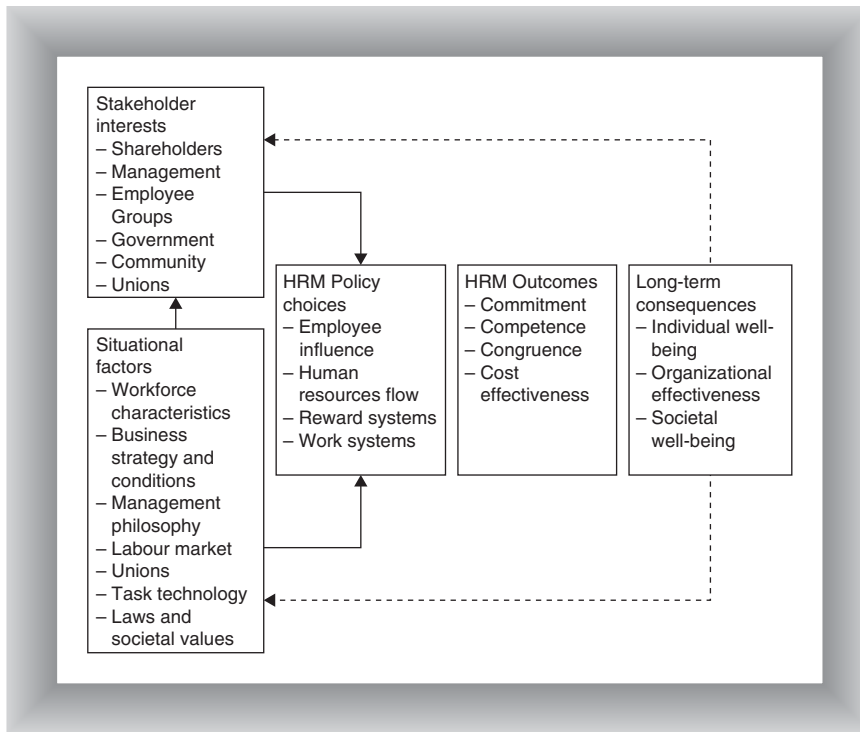 Stakeholder
interests
– Shareholders
– Management
– Employee
Groups
– Government
– Community
– Unions
Situational
factors
– Workforce
characteristics
– Business
strategy and
conditions
– Management
philosophy
– Labour market
– Unions
– Task technology
– Laws and
societal values
HRM Policy
choices
– Employee
influence
– Human
resources flow
– Reward systems
– Work systems
HRM Outcomes
– Commitment
– Competence
– Congruence
– Cost
effectiveness
Long-term
consequences
– Individual well-
being
– Organizational
effectiveness
– Societal
well-being